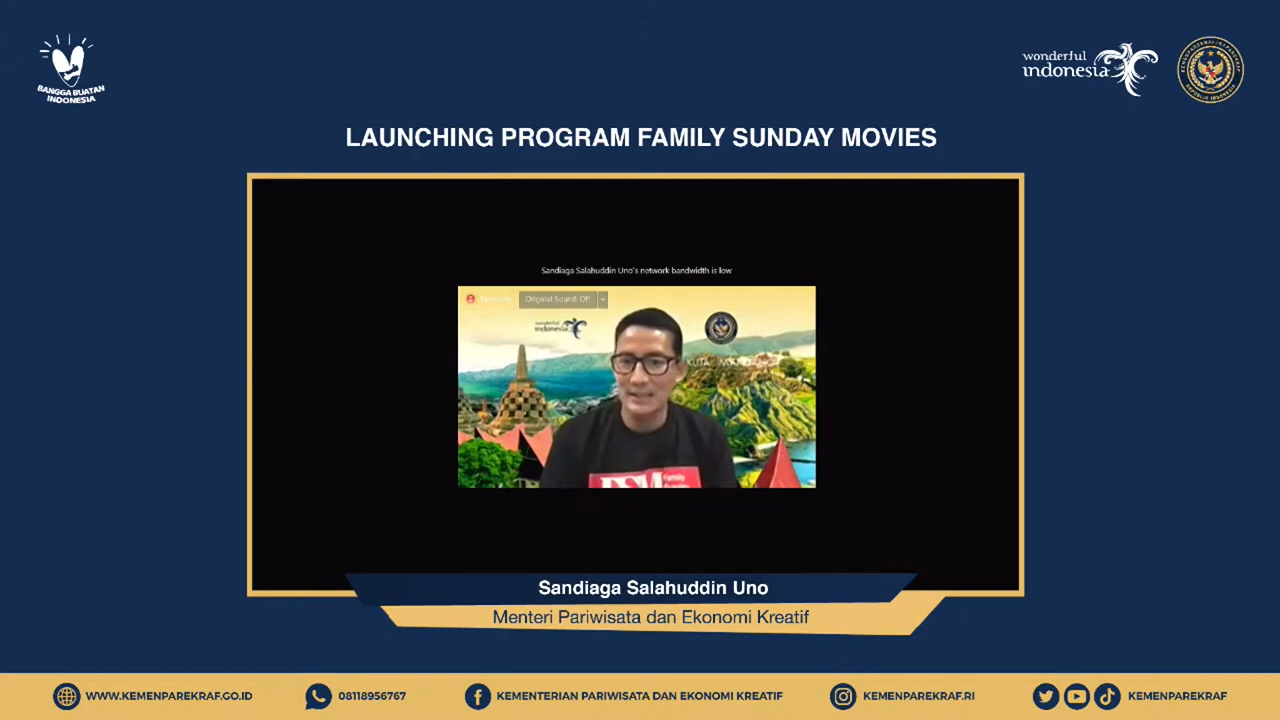 BANGGA BUATAN
INDONESIA
wonderful
indonesia
LAUNCHING PROGRAM FAMILY SUNDAY MOVIES
Sandiaga Salahuddin Uno's network bandwidth is low
Original Sound: Off
wonderful
indonesia
Family
Sandiaga Salahuddin Uno
Menteri Pariwisata dan Ekonomi Kreatif
WWW.KEMENPAREKRAF.GO.ID
08118956767
KEMENTERIAN PARIWISATA DAN EKONOMI KREATIF
KEMENPAREKRAF.RI
KEMENPAREKRAF